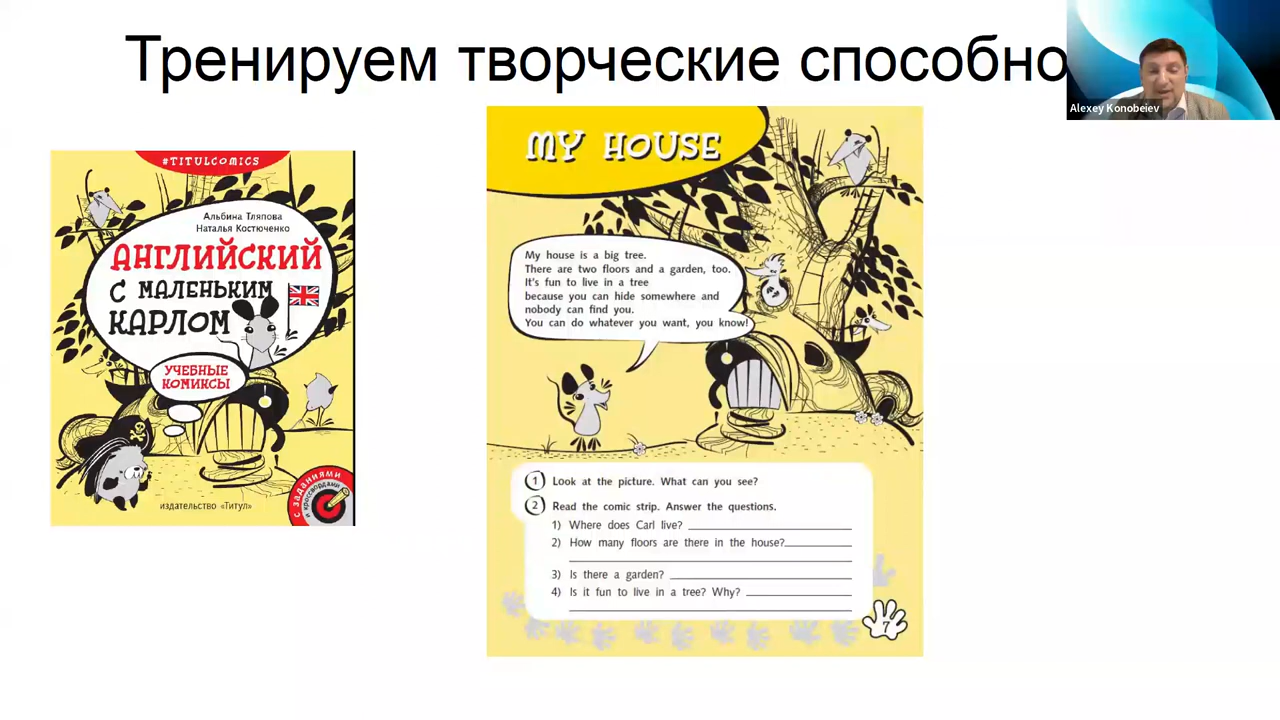 Тренируем творческие способно
Alexey Konobeiev
#TITULCOMICS
Альбина Тляпова
Наталья Костюченко
АНГЛИЙСКИЙ
С МАЛЕНЬКИМ
КАРЛОМ
УЧЕБНЫЕ
КОМИКСЫ
издательство «Титул»
с заданиями
и кроссвордами
MY HOUSE
My house is a big tree.
There are two floors and a garden, too.
It's fun to live in a tree
because you can hide somewhere and
nobody can find you.
You can do whatever you want, you know!
1 Look at the picture. What can you see?
2 Read the comic strip. Answer the questions.
1) Where does Carl live?
2) How many floors are there in the house?
3) Is there a garden?
4) Is it fun to live in a tree? Why?
7